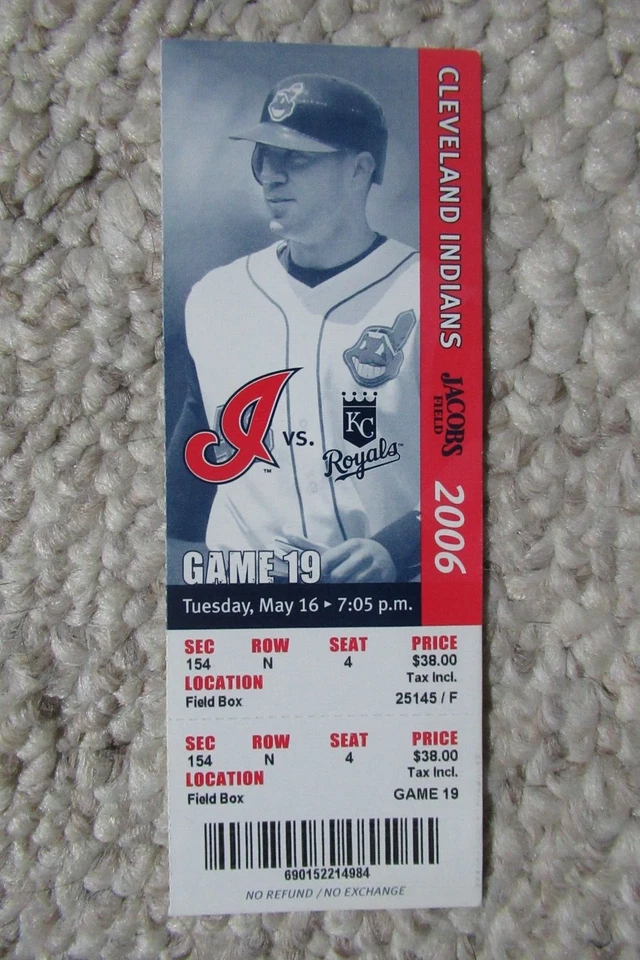 CLEVELAND INDIANS
JACOBS
FIELD
2006
I
TM
VS.
KC
Royals
GAME 19
Tuesday, May 16 ▸ 7:05 p.m.
SEC ROW SEAT PRICE
154 N 4 $38.00
LOCATION Tax Incl.
Field Box 25145 / F
SEC ROW SEAT PRICE
154 N 4 $38.00
LOCATION Tax Incl.
Field Box GAME 19
690152214984
NO REFUND / NO EXCHANGE